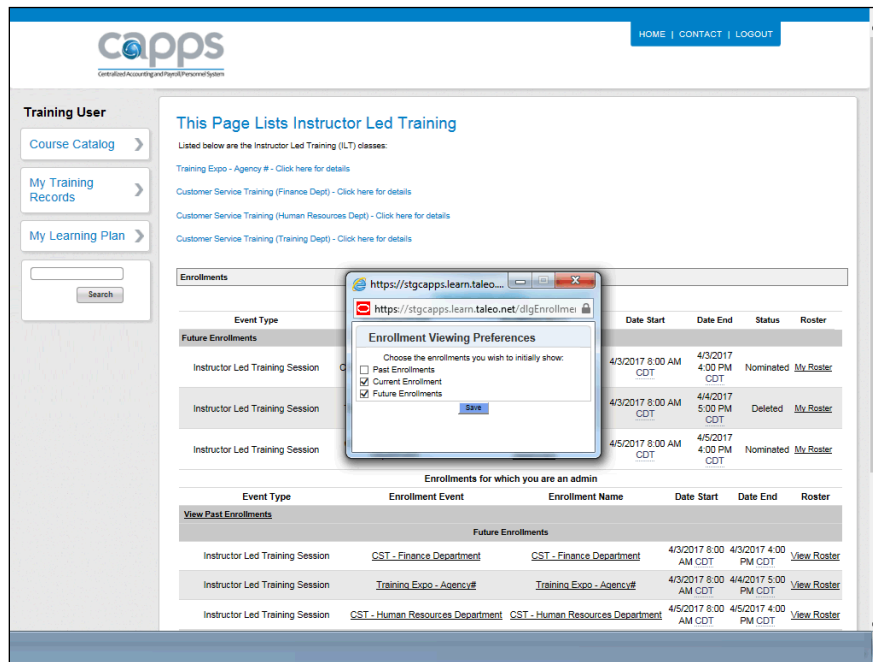 HOME | CONTACT | LOGOUT
capps
Centralized Accounting and Payroll/Personnel System
Training User
Course Catalog
My Training
Records
My Learning Plan
Search
This Page Lists Instructor Led Training
Listed below are the Instructor Led Training (ILT) classes:
Training Expo - Agency # - Click here for details
Customer Service Training (Finance Dept) - Click here for details
Customer Service Training (Human Resources Dept) - Click here for details
Customer Service Training (Training Dept) - Click here for details
Enrollments
https://stgcapps.learn.taleo....
https://stgcapps.learn.taleo.net/dlgEnrollmer
Enrollment Viewing Preferences
Choose the enrollments you wish to initially show:
Past Enrollments
Current Enrollment
Future Enrollments
Save
Event Type Date Start Date End Status Roster
Future Enrollments
Instructor Led Training Session 4/3/2017 8:00 AM CDT 4/3/2017 4:00 PM CDT Nominated My Roster
Instructor Led Training Session 4/3/2017 8:00 AM CDT 4/4/2017 5:00 PM CDT Deleted My Roster
Instructor Led Training Session 4/5/2017 8:00 AM CDT 4/5/2017 4:00 PM CDT Nominated My Roster
Enrollments for which you are an admin
Event Type Enrollment Event Enrollment Name Date Start Date End Roster
View Past Enrollments
Future Enrollments
Instructor Led Training Session CST - Finance Department CST - Finance Department 4/3/2017 8:00 AM CDT 4/3/2017 4:00 PM CDT View Roster
Instructor Led Training Session Training Expo - Agency# Training Expo - Agency# 4/3/2017 8:00 AM CDT 4/4/2017 5:00 PM CDT View Roster
Instructor Led Training Session CST - Human Resources Department CST - Human Resources Department 4/5/2017 8:00 AM CDT 4/5/2017 4:00 PM CDT View Roster